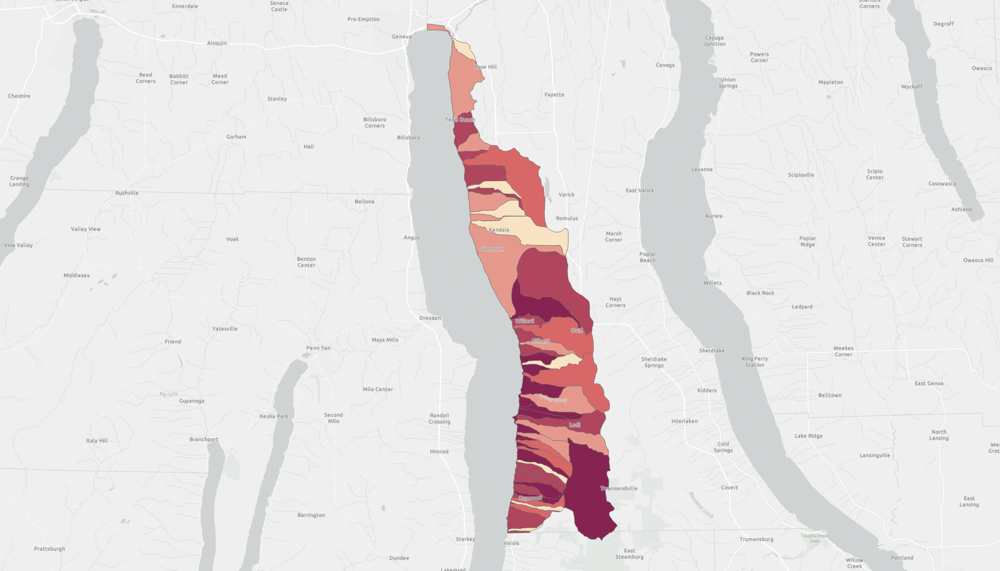 Ennerdale
Seneca
Castle
Sherlock
Corners
Pre-Emption
Degroff
Geneva
Aloquin
Cayuga
Junction
Powers
Corner
Canoga
Rose Hill
Owasco
Reed
Corners
Babbitt
Corner
Mead
Corner
Union
Springs
Mapleton
Wyckoff
Cheshire
Stanley
Fayette
Billsboro
Corners
Teall Beach
Gorham
Billsboro
Hall
Levanna
Scipioville
Scipio
Center
Grange
Landing
Casowasco
Rushville
East Varick
Varick
Bellona
Ashland
Romulus
Aurora
Valley View
Kendaia
Marsh
Corner
Voak
Angus
Poplar
Ridge
Venice
Center
Stewart
Corners
Vine Valley
Sampson
Benton
Center
Poplar
Beach
Owasco Hill
Middlesex
Willets
Black Rock
Hayt
Corners
Ledyard
Dresden
Willard
Yatesville
Ovid
Friend
Mays Mills
Gilbert
Penn Yan
Sheldrake
Weekes
Corner
Sheldrake
Springs
King Ferry
Station
East Genoa
Milo Center
Kidders
Big Gully
Belltown
Guyanoga
Keuka Park
Second
Milo
Randall
Crossing
Interlaken
Lodi
Branchport
Italy Hill
Lake Ridge
North
Lansing
Himrod
Cold
Springs
Lansingville
Townsendville
Covert
Caywood
Boardman Creek
East
Lansing
Barrington
Starkey
Valois
Trumansburg
Taughannock
Falls
Prattsburgh
Dundee
East
Steamburg
Willow
Creek
Portland
Lakemont